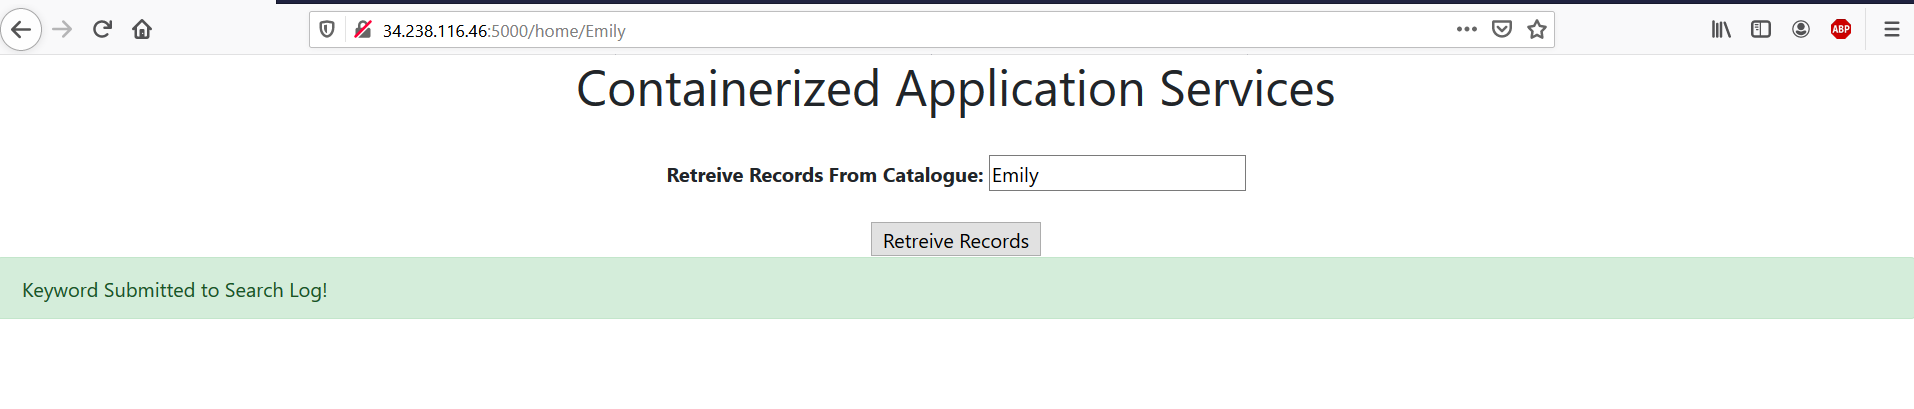 34.238.116.46:5000/home/Emily
ABP
Containerized Application Services
Retreive Records From Catalogue: Emily
Retreive Records
Keyword Submitted to Search Log!